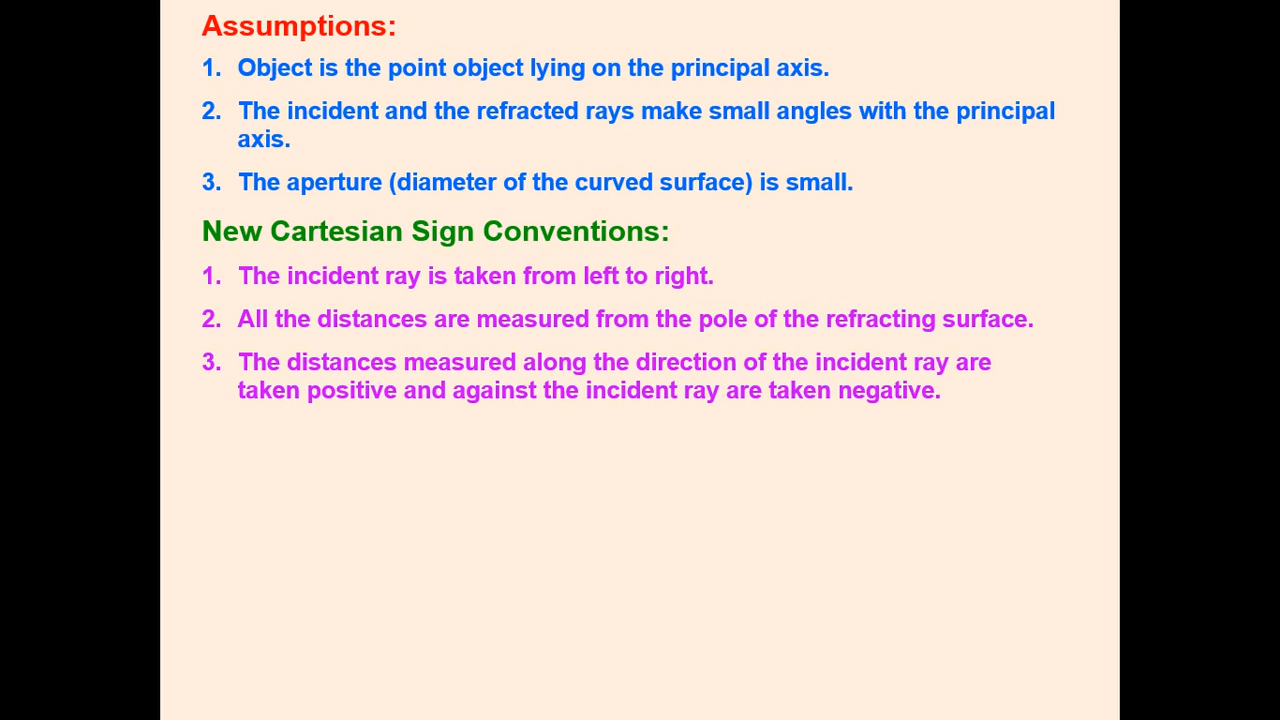 Assumptions:
1. Object is the point object lying on the principal axis.
2. The incident and the refracted rays make small angles with the principal
axis.
3. The aperture (diameter of the curved surface) is small.
New Cartesian Sign Conventions:
1. The incident ray is taken from left to right.
2. All the distances are measured from the pole of the refracting surface.
3. The distances measured along the direction of the incident ray are
taken positive and against the incident ray are taken negative.